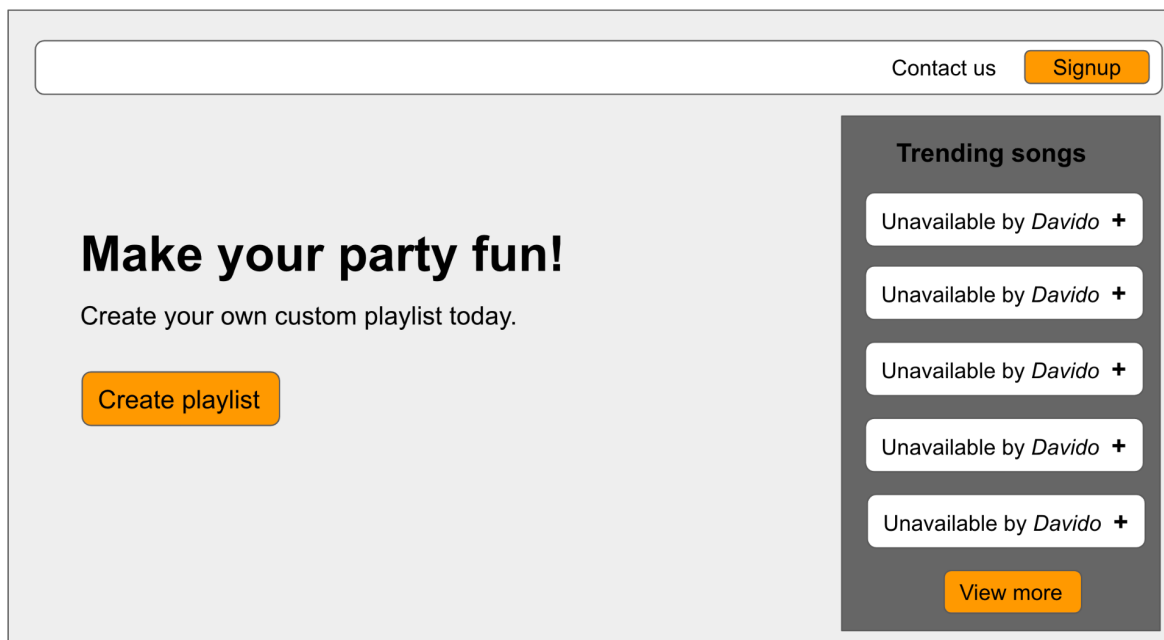 Contact us
Signup
Make your party fun!
Create your own custom playlist today.
Create playlist
Trending songs
Unavailable by Davido +
Unavailable by Davido +
Unavailable by Davido +
Unavailable by Davido +
Unavailable by Davido +
View more